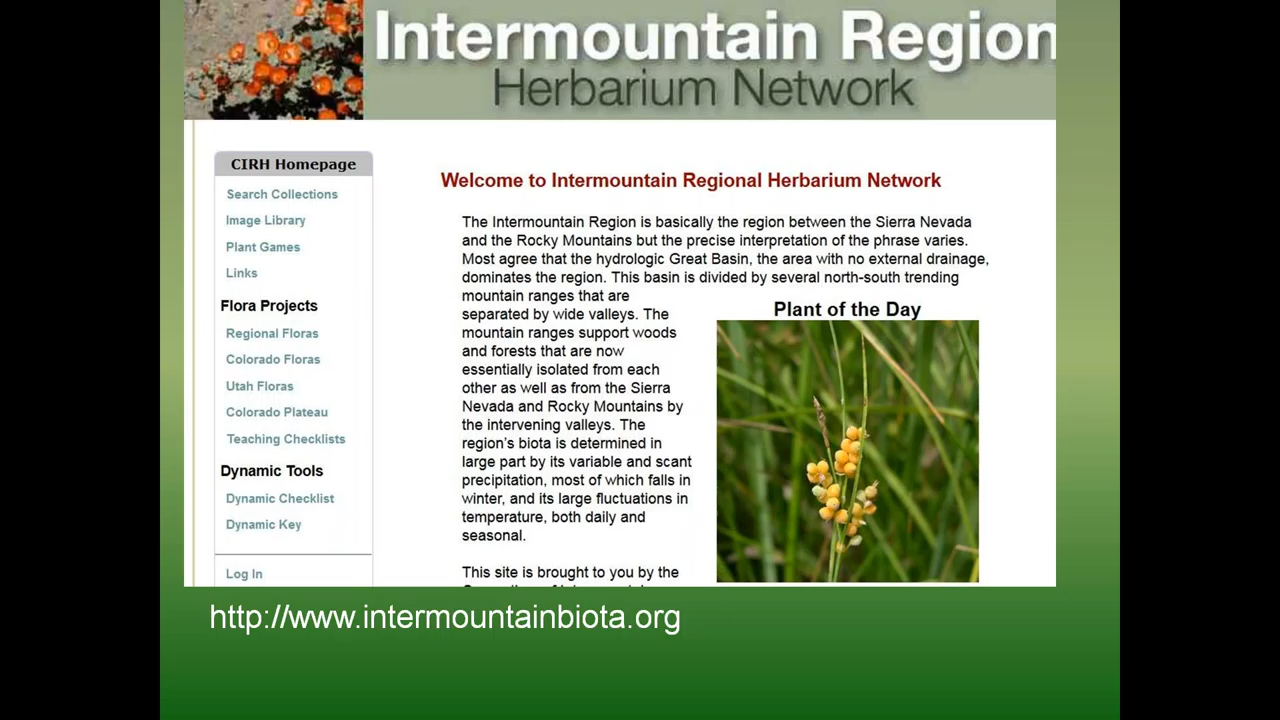 Intermountain Region
Herbarium Network
CIRH Homepage
Search Collections
Image Library
Plant Games
Links
Flora Projects
Regional Floras
Colorado Floras
Utah Floras
Colorado Plateau
Teaching Checklists
Dynamic Tools
Dynamic Checklist
Dynamic Key
Log In
Welcome to Intermountain Regional Herbarium Network
The Intermountain Region is basically the region between the Sierra Nevada
and the Rocky Mountains but the precise interpretation of the phrase varies.
Most agree that the hydrologic Great Basin, the area with no external drainage,
dominates the region. This basin is divided by several north-south trending
mountain ranges that are
separated by wide valleys. The
mountain ranges support woods
and forests that are now
essentially isolated from each
other as well as from the Sierra
Nevada and Rocky Mountains by
the intervening valleys. The
region's biota is determined in
large part by its variable and scant
precipitation, most of which falls in
winter, and its large fluctuations in
temperature, both daily and
seasonal.
This site is brought to you by the
Plant of the Day
http://www.intermountainbiota.org